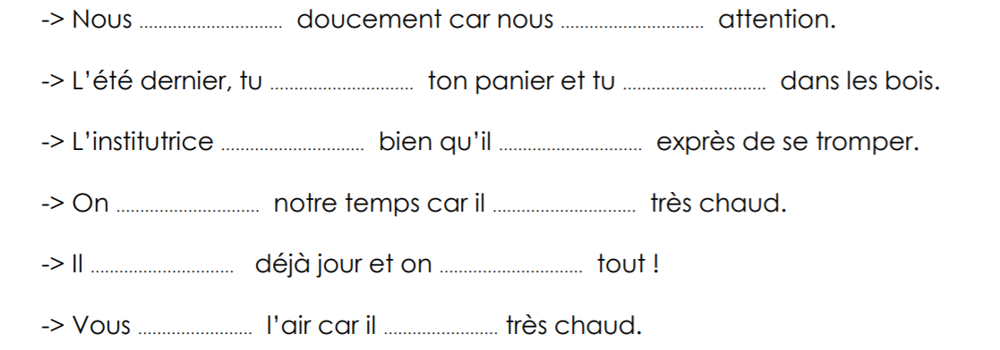 -> Nous .............................. doucement car nous .............................. attention.
-> L’été dernier, tu .............................. ton panier et tu .............................. dans les bois.
-> L’institutrice .............................. bien qu’il .............................. exprès de se tromper.
-> On .............................. notre temps car il .............................. très chaud.
-> Il .............................. déjà jour et on .............................. tout !
-> Vous ........................ l’air car il ........................ très chaud.